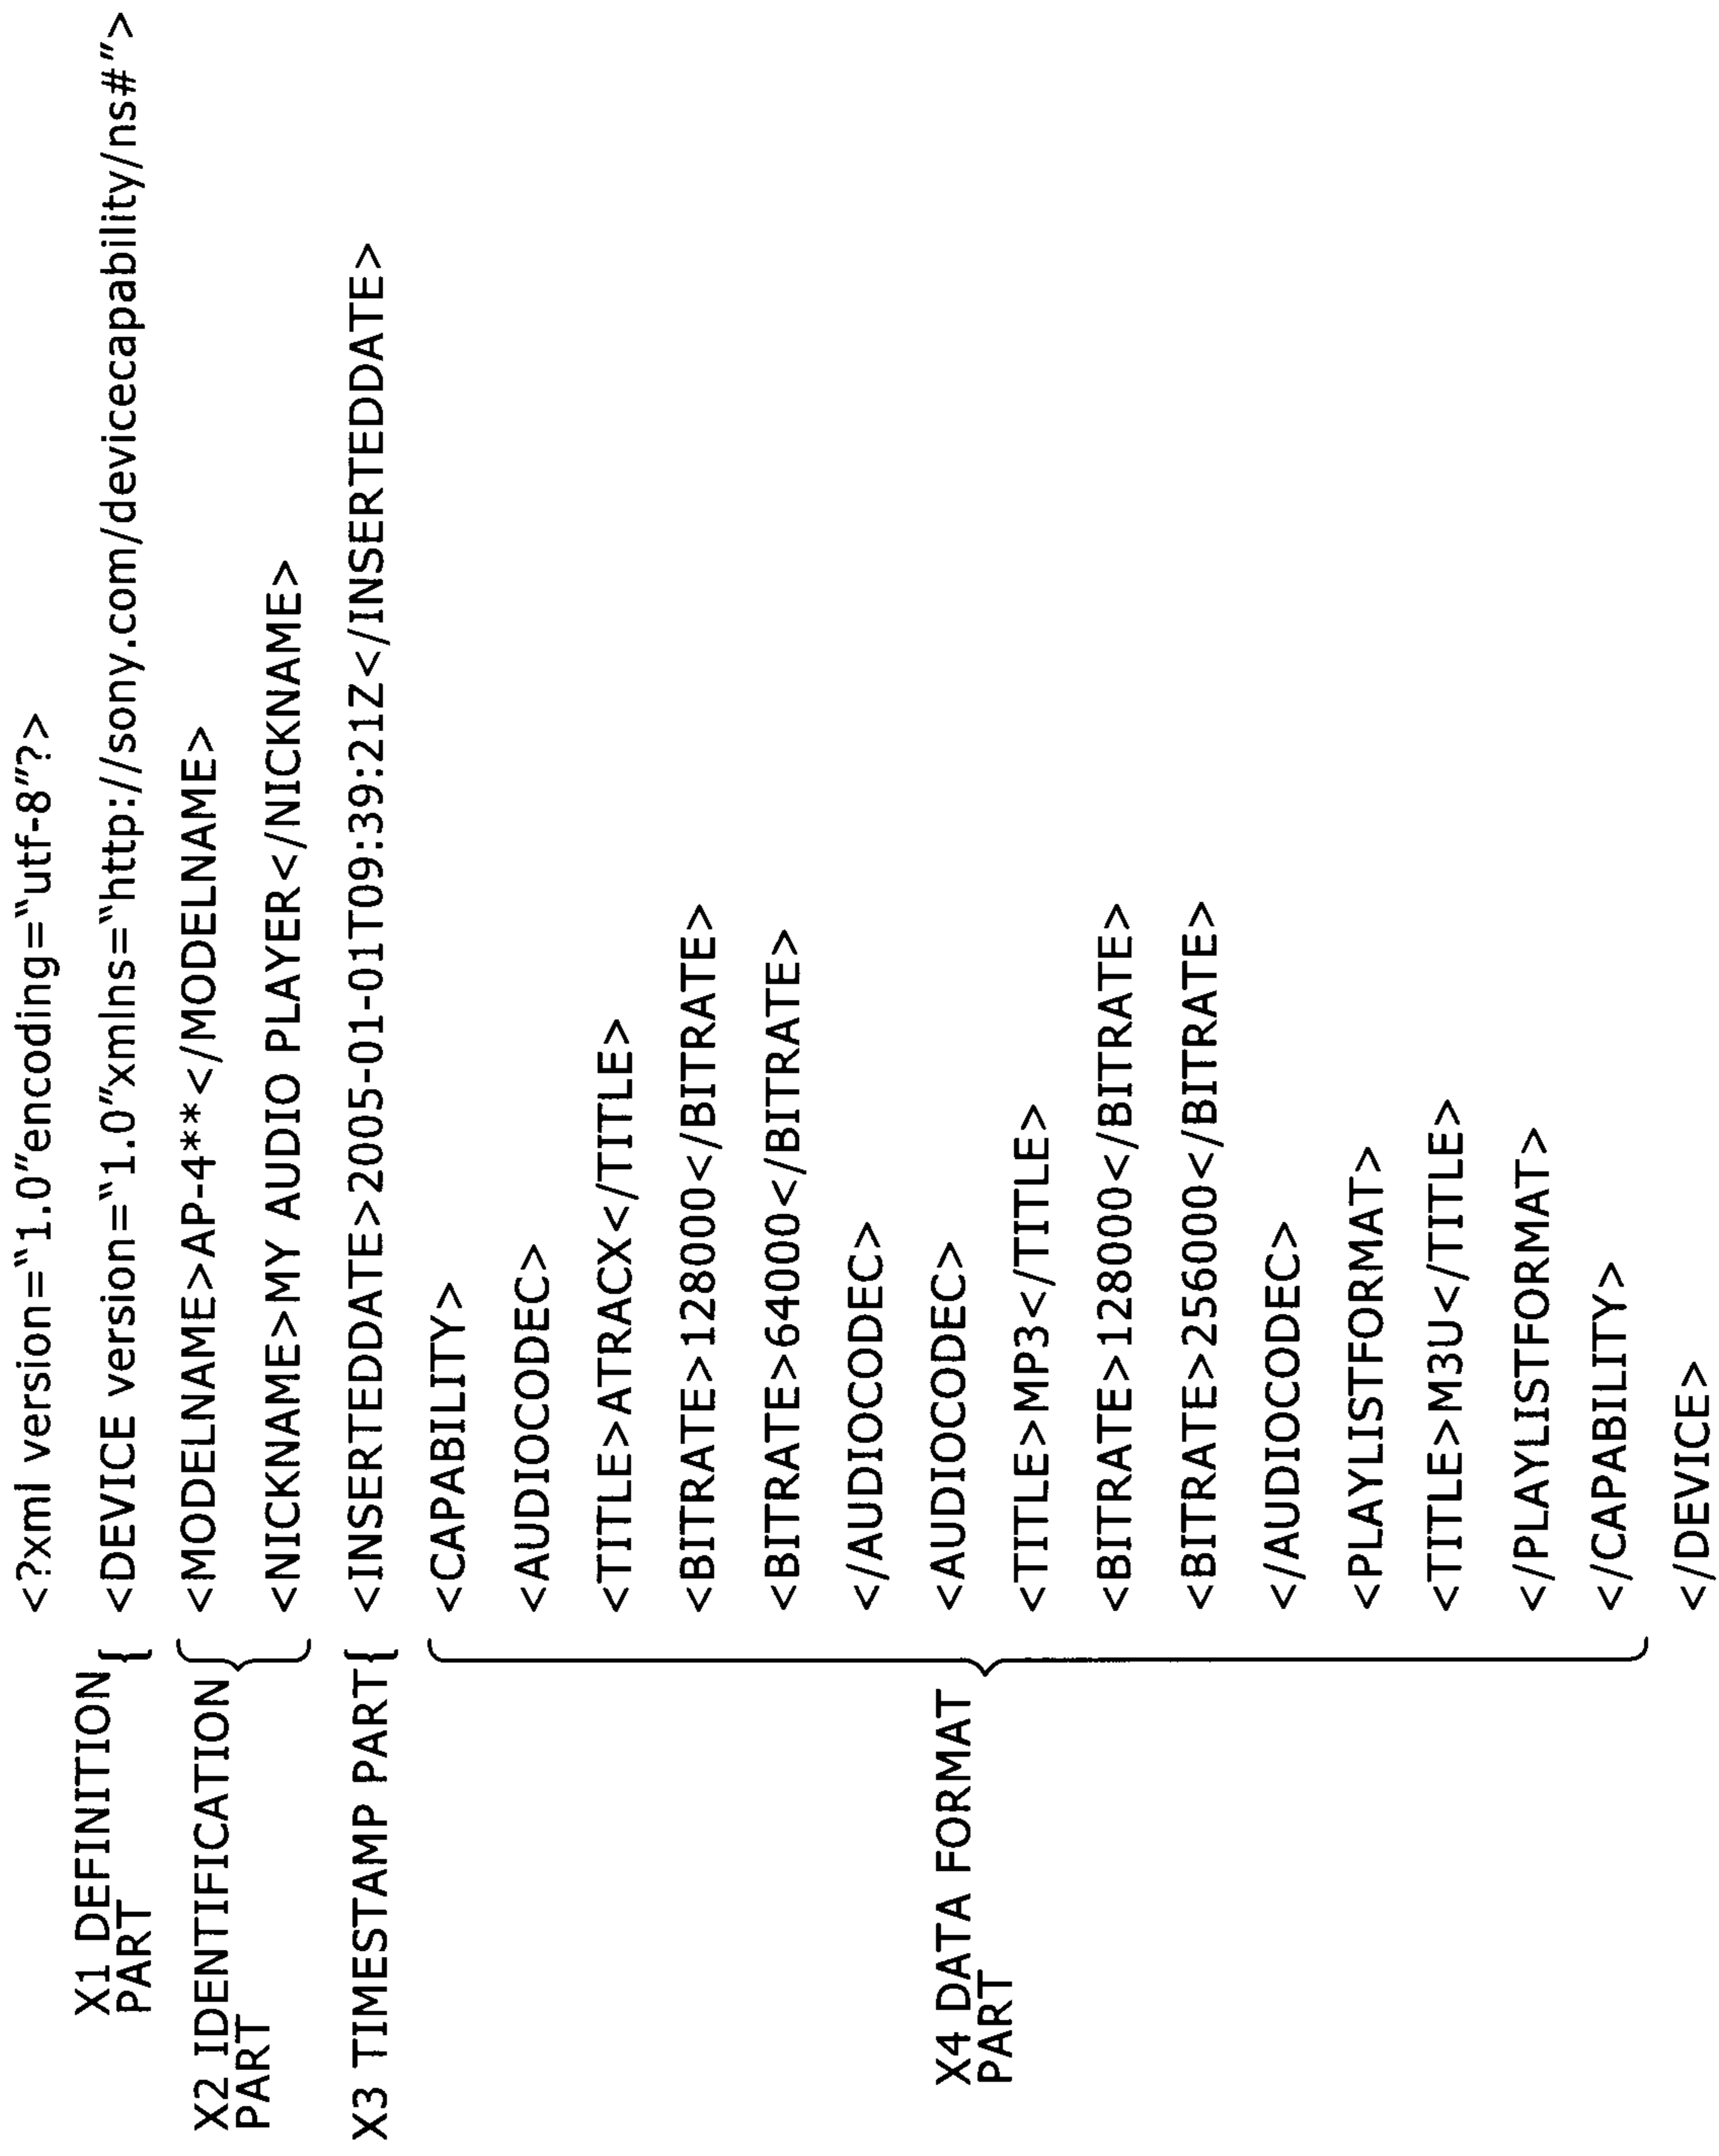 <?xml version="1.0"encoding="utf-8"?>
X1 DEFINITION
PART
<DEVICE version="1.0"xmlns="http://sony.com/devicecapability/ns#">
X2 IDENTIFICATION
PART
<MODELNAME>AP-4**</MODELNAME>
<NICKNAME>MY AUDIO PLAYER</NICKNAME>
X3 TIMESTAMP PART
<INSERTEDDATE>2005-01-01T09:39:21Z</INSERTEDDATE>
X4 DATA FORMAT
PART
<CAPABILITY>
<AUDIOCODEC>
<TITLE>ATRACX</TITLE>
<BITRATE>128000</BITRATE>
<BITRATE>64000</BITRATE>
</AUDIOCODEC>
<AUDIOCODEC>
<TITLE>MP3</TITLE>
<BITRATE>128000</BITRATE>
<BITRATE>256000</BITRATE>
</AUDIOCODEC>
<PLAYLISTFORMAT>
<TITLE>M3U</TITLE>
</PLAYLISTFORMAT>
</CAPABILITY>
</DEVICE>